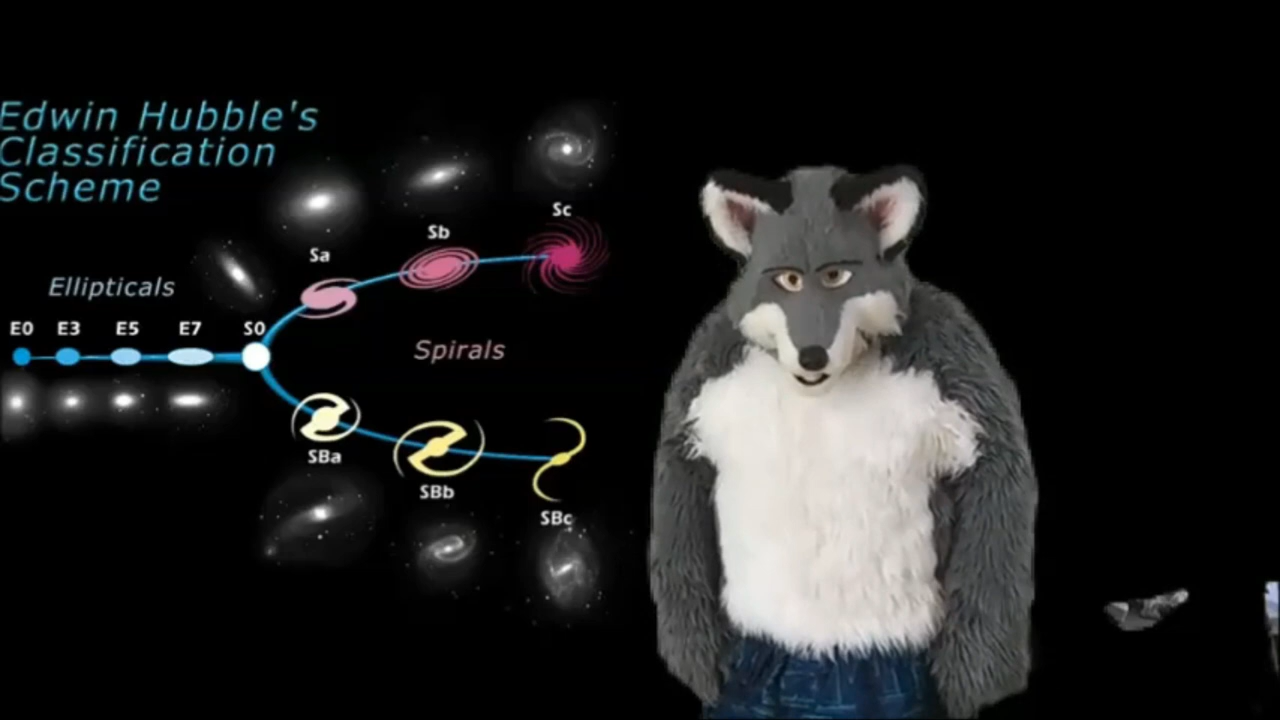 Edwin Hubble's
Classification
Scheme
Ellipticals
E0 E3 E5 E7 S0
Sa
Sb
Sc
Spirals
SBa
SBb
SBc